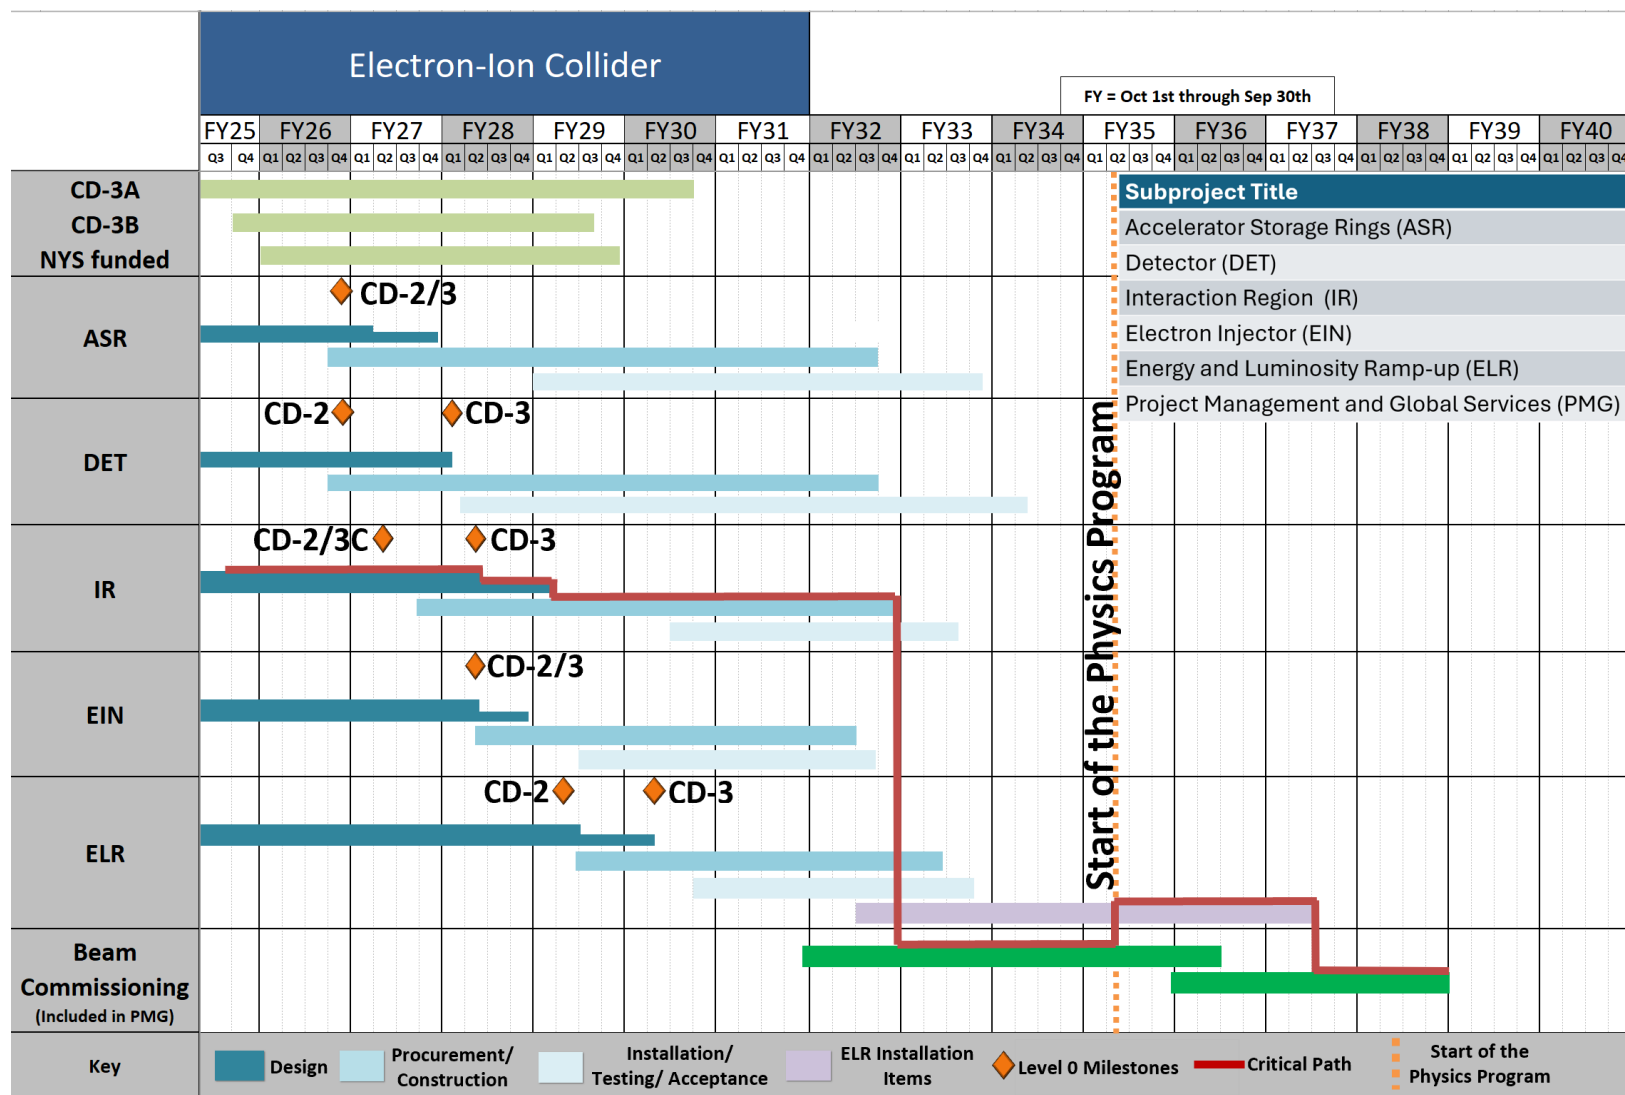 Electron-Ion Collider
FY = Oct 1st through Sep 30th
FY25 FY26 FY27 FY28 FY29 FY30 FY31 FY32 FY33 FY34 FY35 FY36 FY37 FY38 FY39 FY40
Q3 Q4 Q1 Q2 Q3 Q4 Q1 Q2 Q3 Q4 Q1 Q2 Q3 Q4 Q1 Q2 Q3 Q4 Q1 Q2 Q3 Q4 Q1 Q2 Q3 Q4 Q1 Q2 Q3 Q4 Q1 Q2 Q3 Q4 Q1 Q2 Q3 Q4 Q1 Q2 Q3 Q4 Q1 Q2 Q3 Q4 Q1 Q2 Q3 Q4 Q1 Q2 Q3 Q4 Q1 Q2 Q3 Q4 Q1 Q2 Q3 Q4
CD-3A
CD-3B
NYS funded
Subproject Title
Accelerator Storage Rings (ASR)
Detector (DET)
Interaction Region (IR)
Electron Injector (EIN)
Energy and Luminosity Ramp-up (ELR)
Project Management and Global Services (PMG)
CD-2/3
ASR
CD-2 CD-3
DET
CD-2/3C CD-3
IR
CD-2/3
EIN
CD-2 CD-3
ELR
Start of the Physics Program
Beam
Commissioning
(Included in PMG)
Key
Design
Procurement/
Construction
Installation/
Testing/ Acceptance
ELR Installation
Items
Level 0 Milestones
Critical Path
Start of the
Physics Program